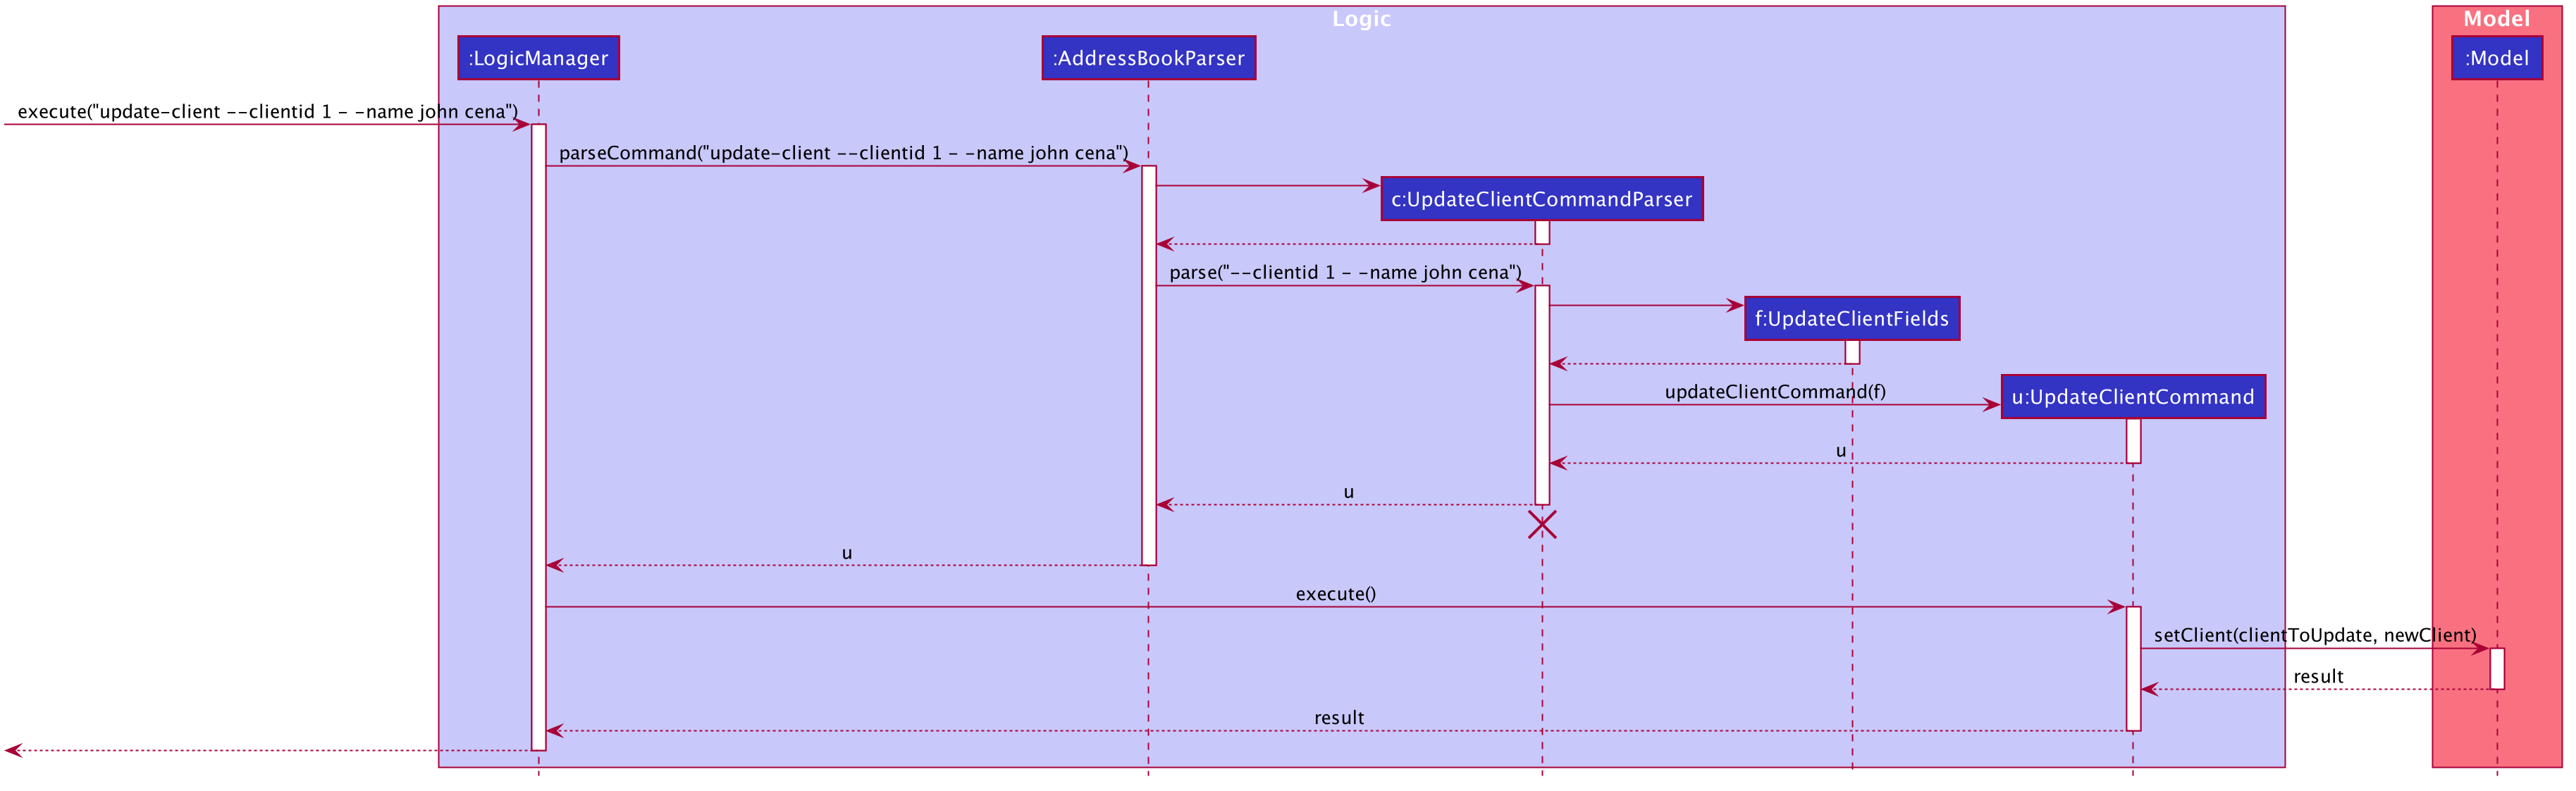 Logic
Model
:LogicManager
:AddressBookParser
:Model
execute("update-client --clientid 1 - -name john cena")
parseCommand("update-client --clientid 1 - -name john cena")
c:UpdateClientCommandParser
parse("--clientid 1 - -name john cena")
f:UpdateClientFields
updateClientCommand(f)
u:UpdateClientCommand
u
u
u
execute()
setClient(clientToUpdate, newClient)
result
result